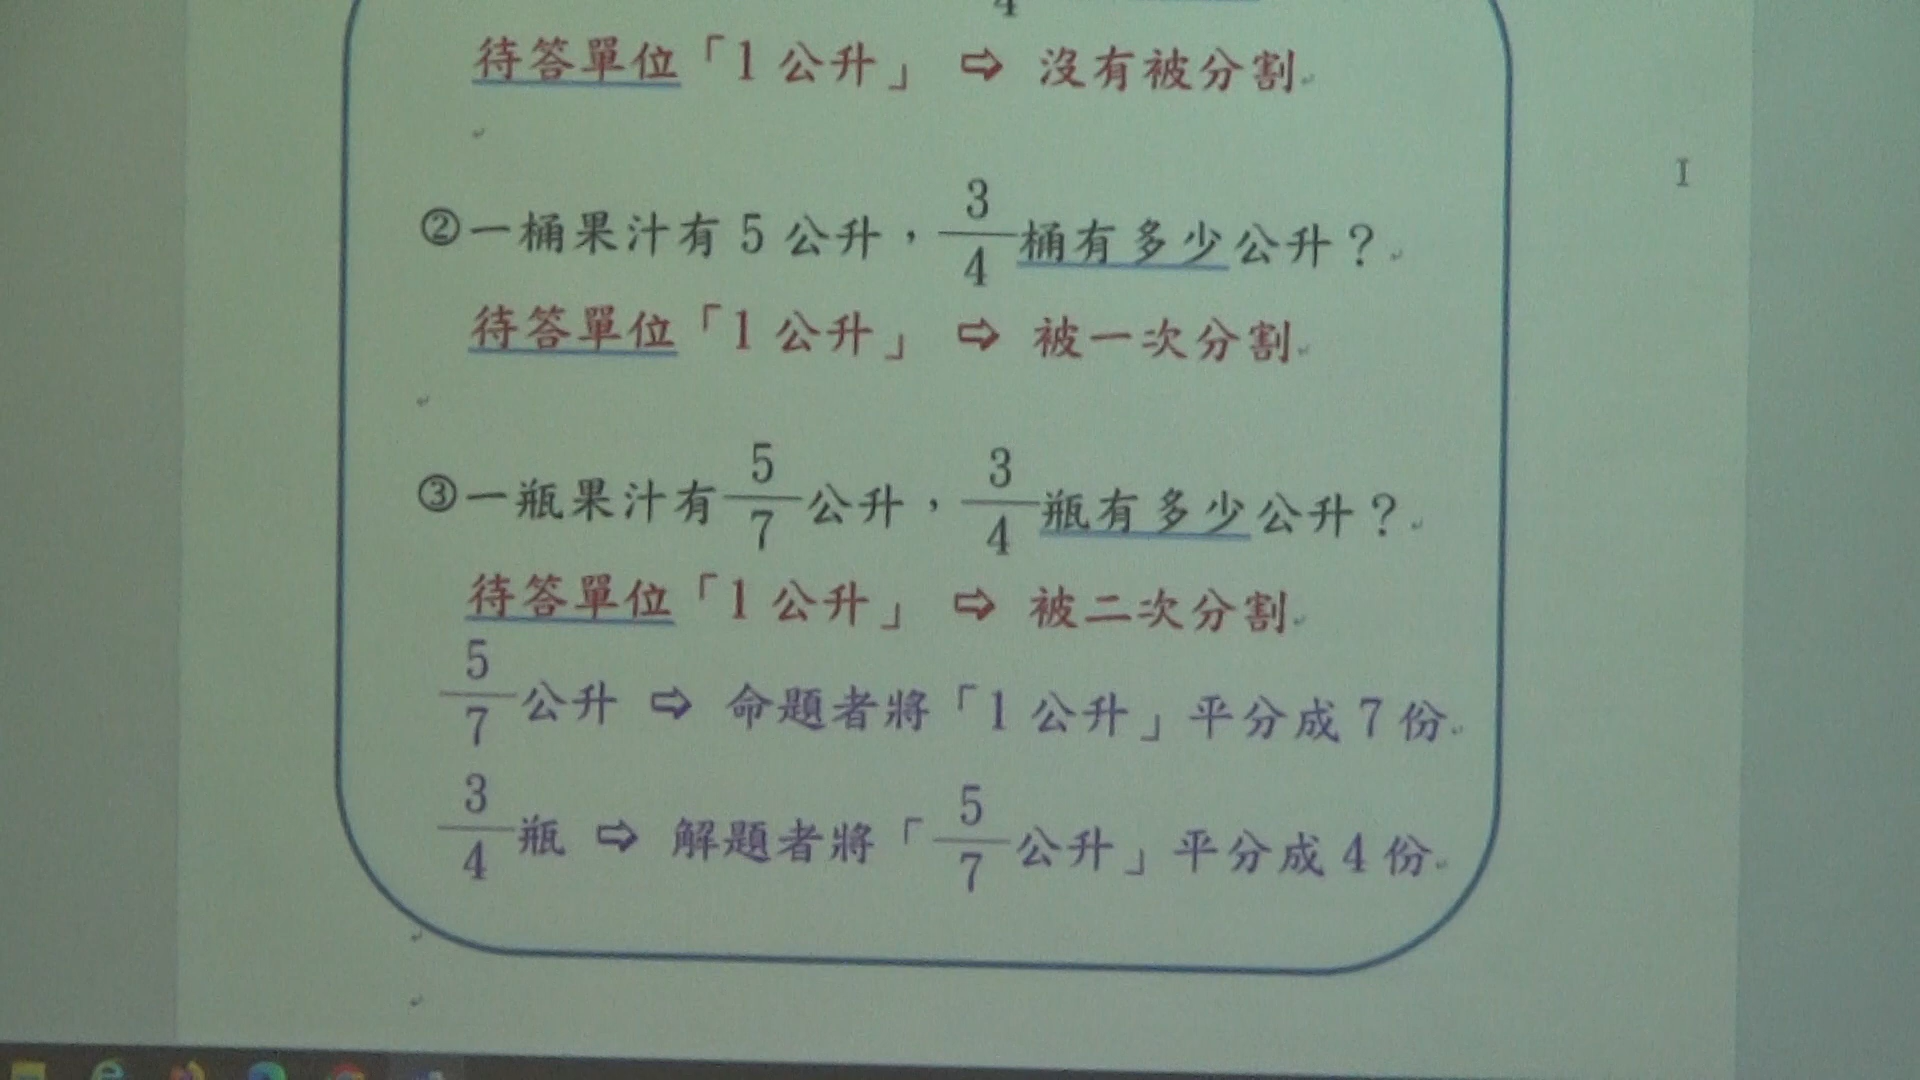 4
待答單位「1 公升」 ⇨ 沒有被分割
②一桶果汁有 5 公升，3/4 桶有多少公升？
待答單位「1 公升」 ⇨ 被一次分割
③一瓶果汁有 5/7 公升，3/4 瓶有多少公升？
待答單位「1 公升」 ⇨ 被二次分割
5/7 公升 ⇨ 命題者將「1 公升」平分成 7 份
3/4 瓶 ⇨ 解題者將「5/7 公升」平分成 4 份